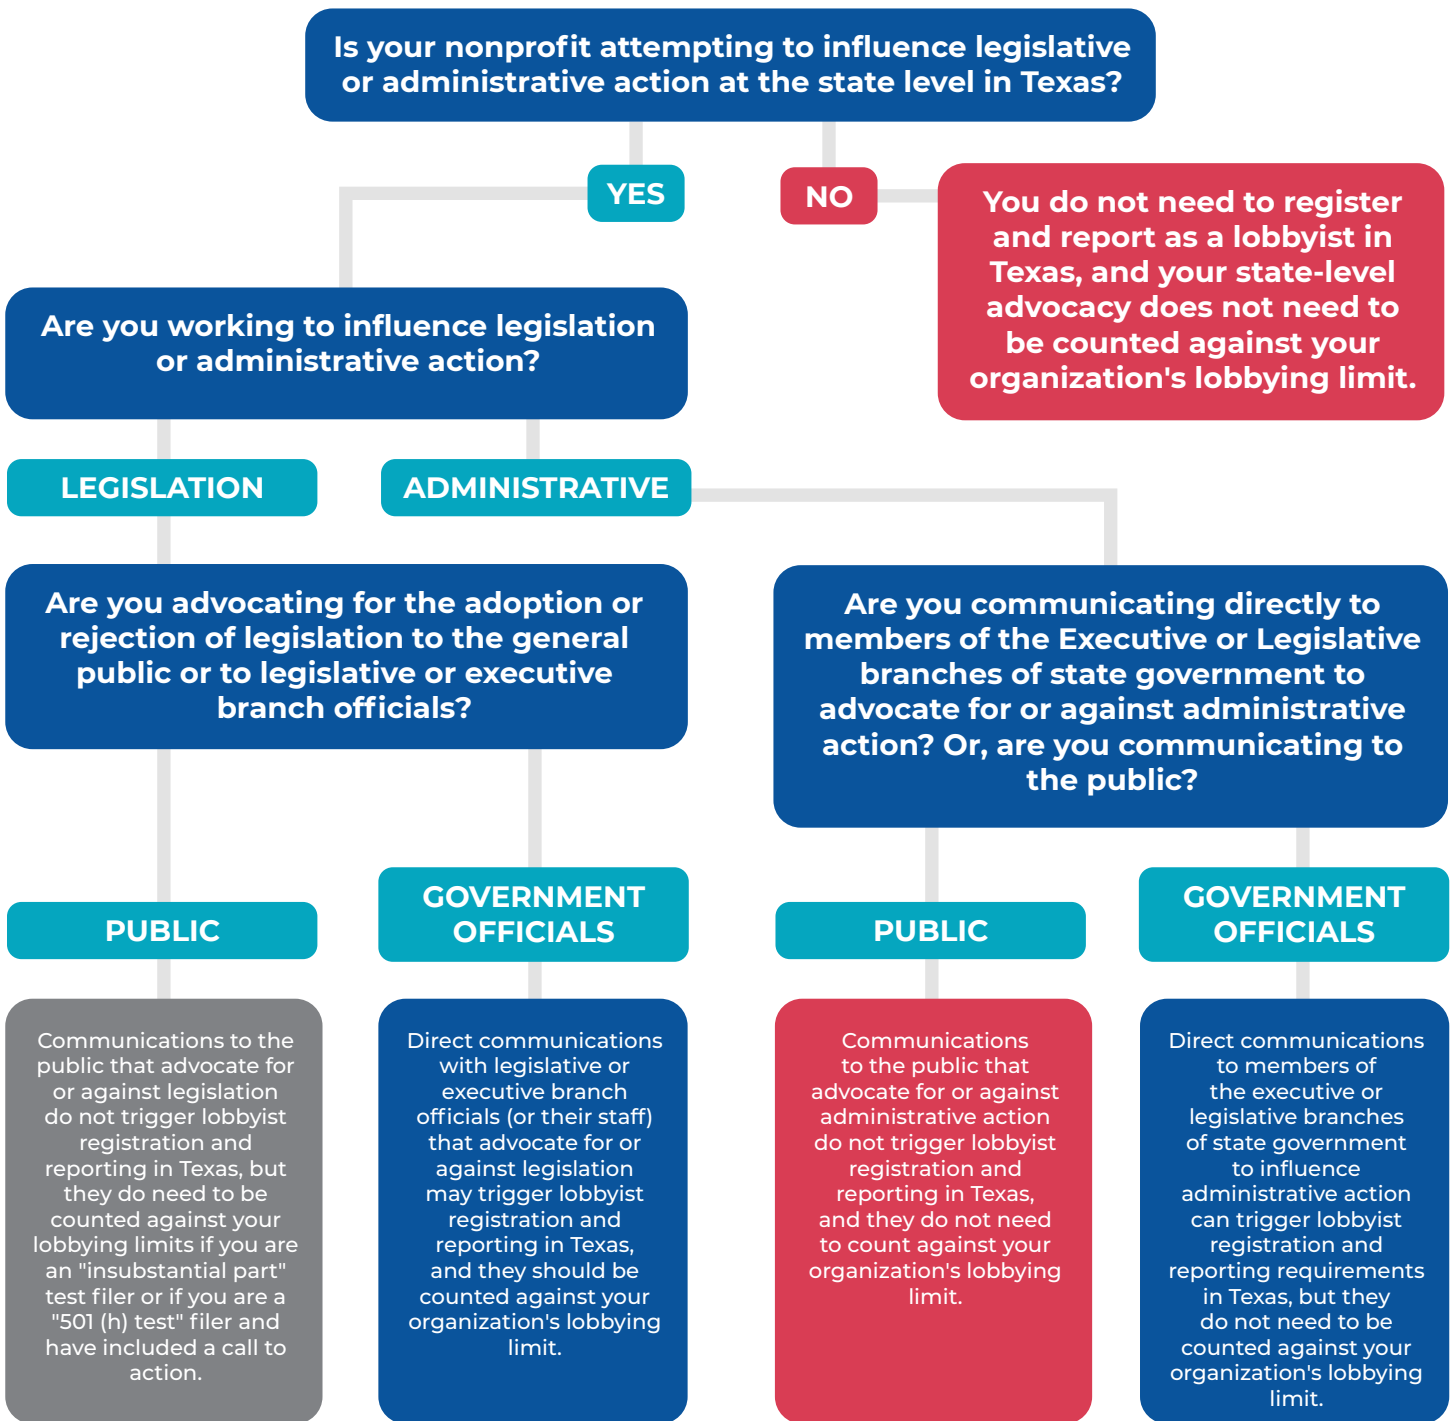 Is your nonprofit attempting to influence legislative
or administrative action at the state level in Texas?
YES
NO
You do not need to register
and report as a lobbyist in
Texas, and your state-level
advocacy does not need to
be counted against your
organization's lobbying limit.
Are you working to influence legislation
or administrative action?
LEGISLATION
ADMINISTRATIVE
Are you advocating for the adoption or
rejection of legislation to the general
public or to legislative or executive
branch officials?
Are you communicating directly to
members of the Executive or Legislative
branches of state government to
advocate for or against administrative
action? Or, are you communicating to
the public?
PUBLIC
GOVERNMENT
OFFICIALS
PUBLIC
GOVERNMENT
OFFICIALS
Communications to the
public that advocate for
or against legislation
do not trigger lobbyist
registration and
reporting in Texas, but
they do need to be
counted against your
lobbying limits if you are
an "insubstantial part"
test filer or if you are a
"501 (h) test" filer and
have included a call to
action.
Direct communications
with legislative or
executive branch
officials (or their staff)
that advocate for or
against legislation
may trigger lobbyist
registration and
reporting in Texas,
and they should be
counted against your
organization's lobbying
limit.
Communications
to the public that
advocate for or against
administrative action
do not trigger lobbyist
registration and
reporting in Texas,
and they do not need
to count against your
organization's lobbying
limit.
Direct communications
to members of
the executive or
legislative branches
of state government
to influence
administrative action
can trigger lobbyist
registration and
reporting requirements
in Texas, but they
do not need to be
counted against your
organization's lobbying
limit.